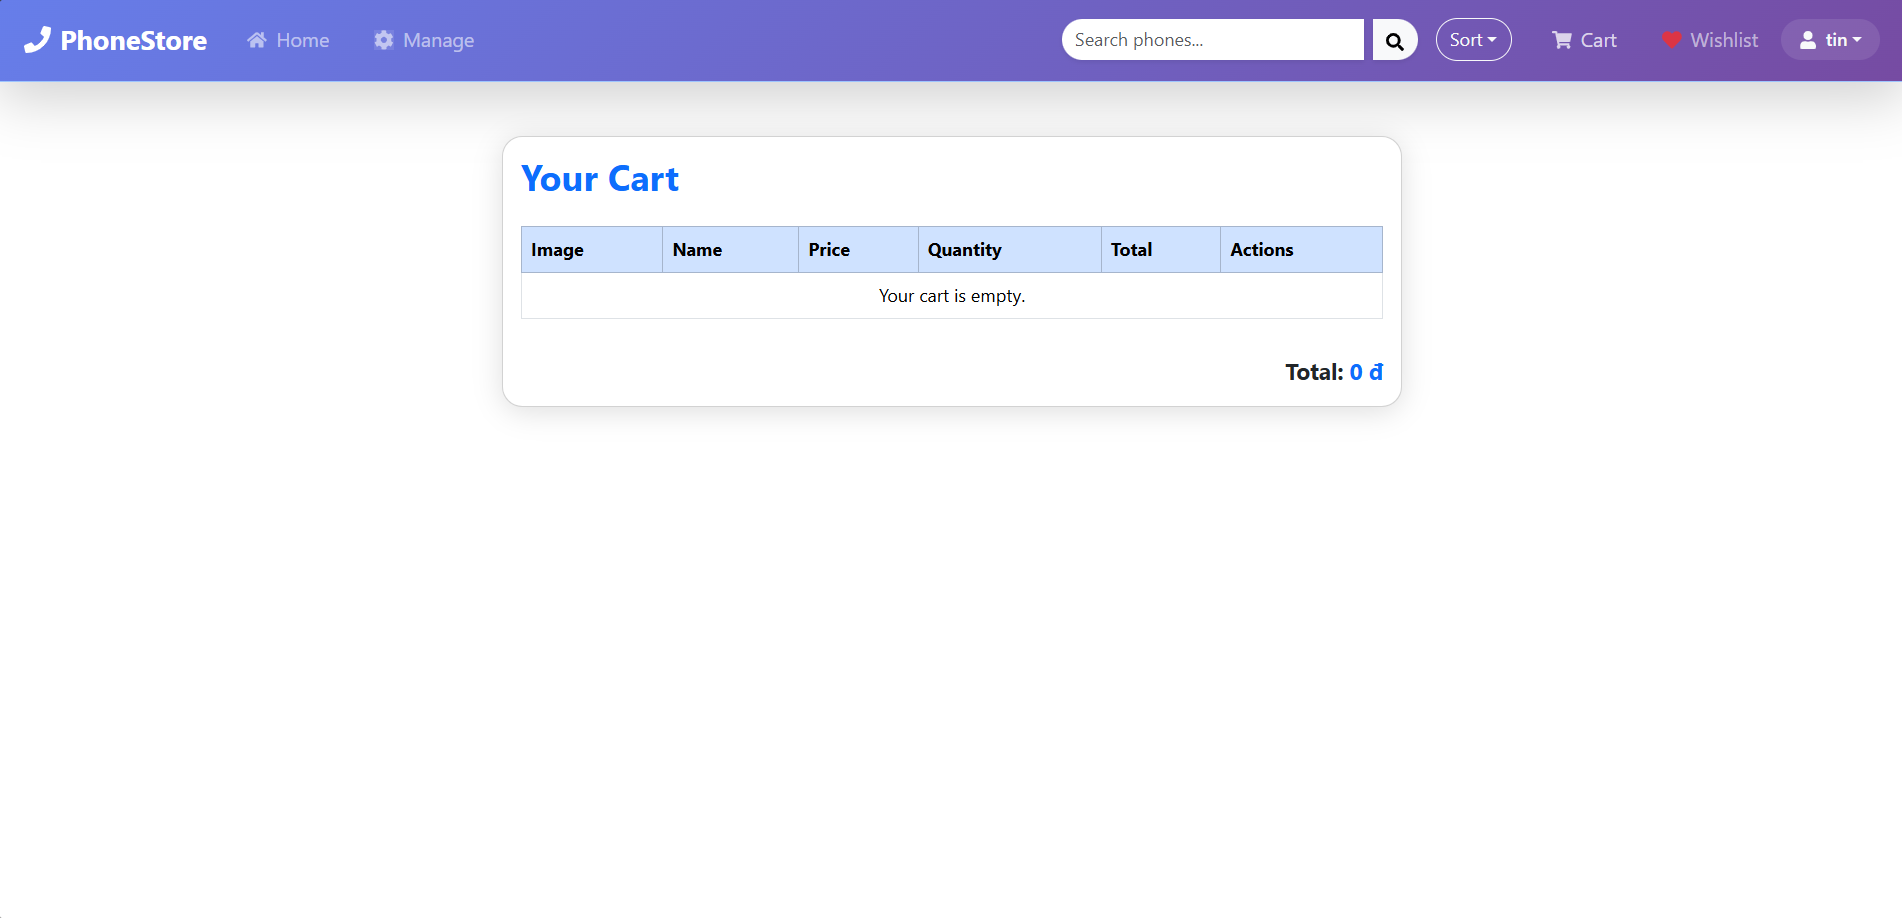 PhoneStore Home Manage Search phones... Sort Cart Wishlist tin
Your Cart
Image Name Price Quantity Total Actions
Your cart is empty.
Total: 0 đ